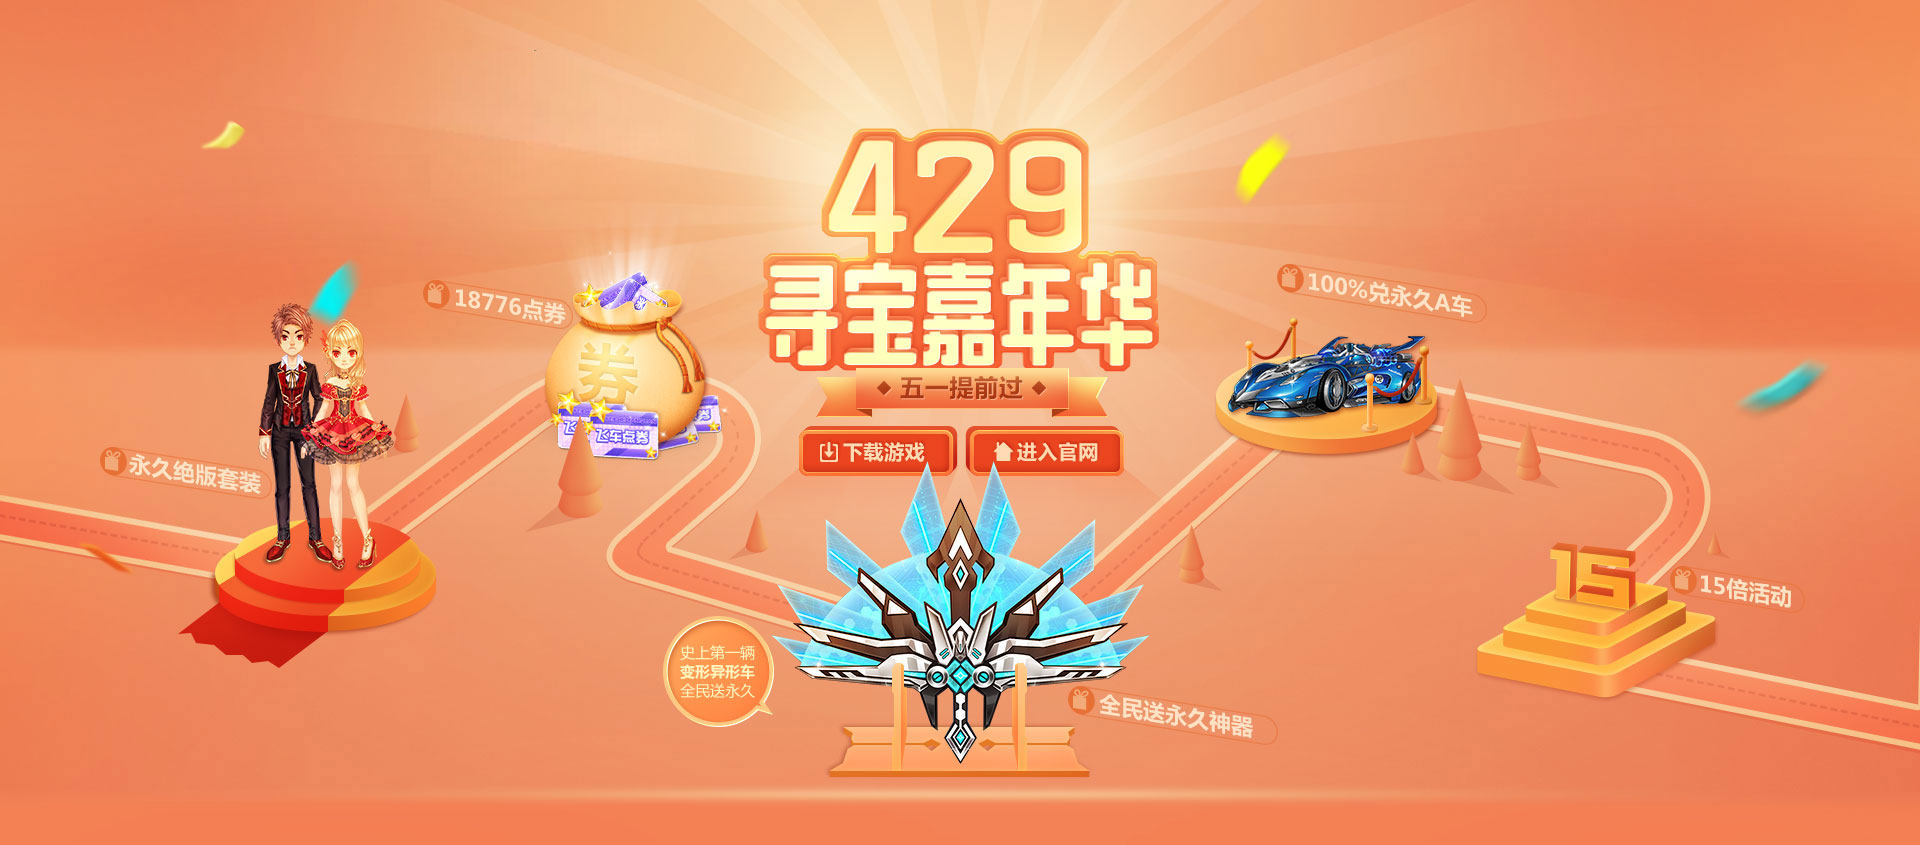 429
寻宝嘉年华
五一提前过
下载游戏
进入官网
永久绝版套装
18776点券
券
飞车点券
券
100%兑永久A车
15
15倍活动
史上第一辆
变形异形车
全民送永久
全民送永久神器